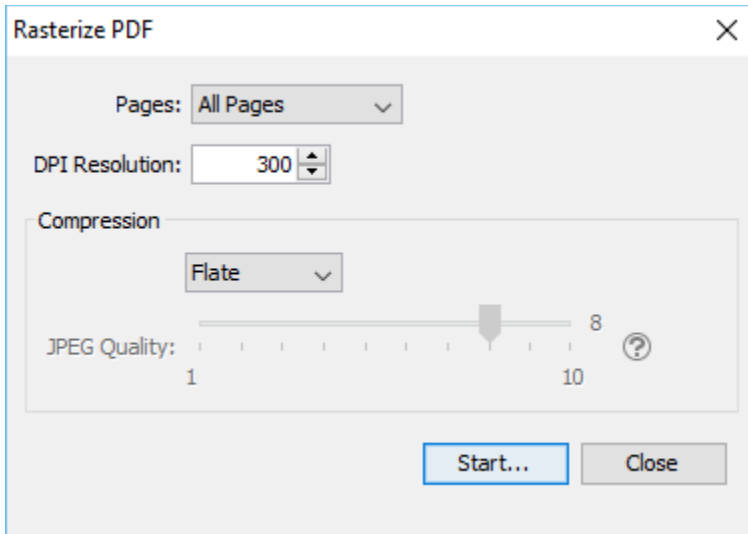 Rasterize PDF
Pages: All Pages
DPI Resolution: 300
Compression
Flate
8
JPEG Quality: ?
1 10
Start... Close